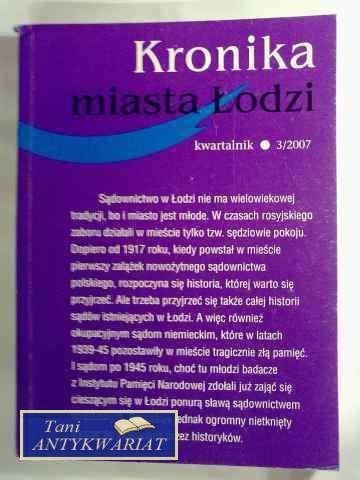 Kronika
miasta Łodzi
kwartalnik ● 3/2007
Sądownictwo w Łodzi nie ma wielowiekowej
tradycji, bo i miasto jest młode. W czasach rosyjskiego
zaboru działali w mieście tylko tzw. sędziowie pokoju.
Dopiero od 1917 roku, kiedy powstał w mieście
pierwszy zalążek nowożytnego sądownictwa
polskiego, rozpoczyna się historia, której warto się
przyjrzeć. Ale trzeba przyjrzeć się także całej historii
sądów istniejących w Łodzi. A więc również
okupacyjnym sądom niemieckim, które w latach
1939-45 pozostawiły w mieście tragicznie złą pamięć.
I sądom po 1945 roku, choć tu młodzi badacze
z Instytutu Pamięci Narodowej zdołali już zająć się
cieszącym się w Łodzi ponurą sławą sądownictwem
jednak ogromny nietknięty
przez historyków.
Tani
ANTYKWARIAT